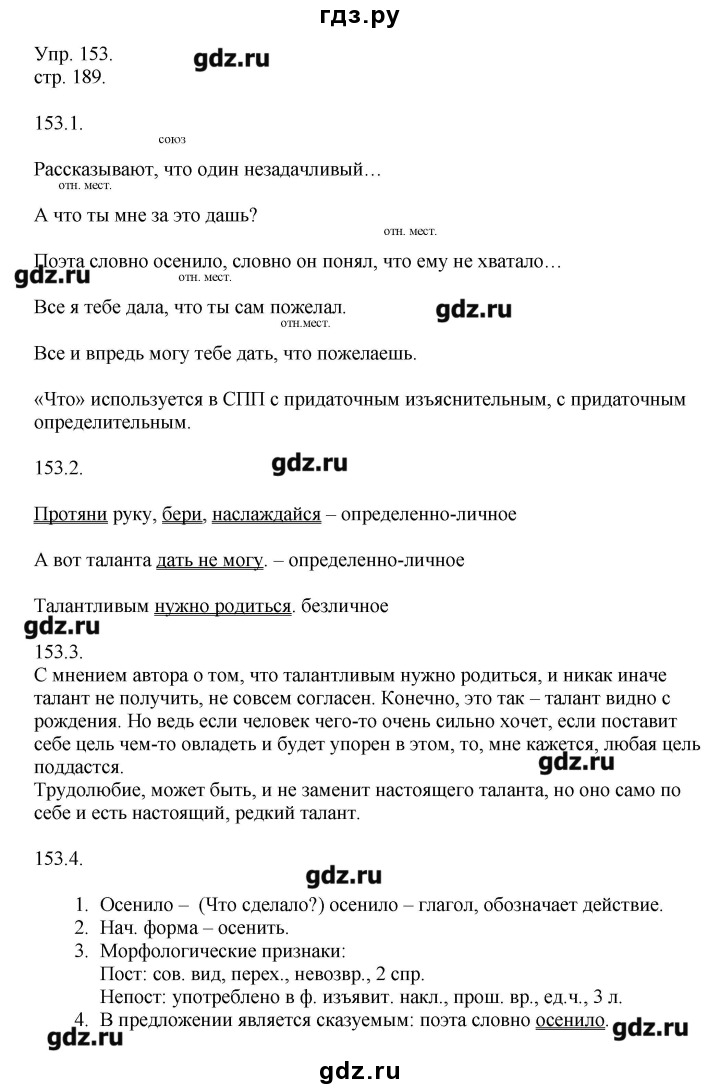 гдз.ру
Упр. 153.
gdz.ru
стр. 189.
153.1.
союз
Рассказывают, что один незадачливый…
отн. мест.
А что ты мне за это дашь?
отн. мест.
Поэта словно осенило, словно он понял, что ему не хватало…
gdz.ru
отн. мест.
Все я тебе дала, что ты сам пожелал.
gdz.ru
отн.мест.
Все и впредь могу тебе дать, что пожелаешь.
«Что» используется в СПП с придаточным изъяснительным, с придаточным
определительным.
153.2.
gdz.ru
Протяни руку, бери, наслаждайся – определенно-личное
А вот таланта дать не могу. – определенно-личное
Талантливым нужно родиться. безличное
gdz.ru
153.3.
С мнением автора о том, что талантливым нужно родиться, и никак иначе
талант не получить, не совсем согласен. Конечно, это так – талант видно с
рождения. Но ведь если человек чего-то очень сильно хочет, если поставит
себе цель чем-то овладеть и будет упорен в этом, то, мне кажется, любая цель
поддастся.
gdz.ru
Трудолюбие, может быть, и не заменит настоящего таланта, но оно само по
себе и есть настоящий, редкий талант.
153.4.
gdz.ru
1. Осенило – (Что сделало?) осенило – глагол, обозначает действие.
2. Нач. форма – осенить.
3. Морфологические признаки:
Пост: сов. вид, перех., невозвр., 2 спр.
Непост: употреблено в ф. изъявит. накл., прош. вр., ед.ч., 3 л.
4. В предложении является сказуемым: поэта словно осенило.
gdz.ru
gdz.ru
gdz.ru